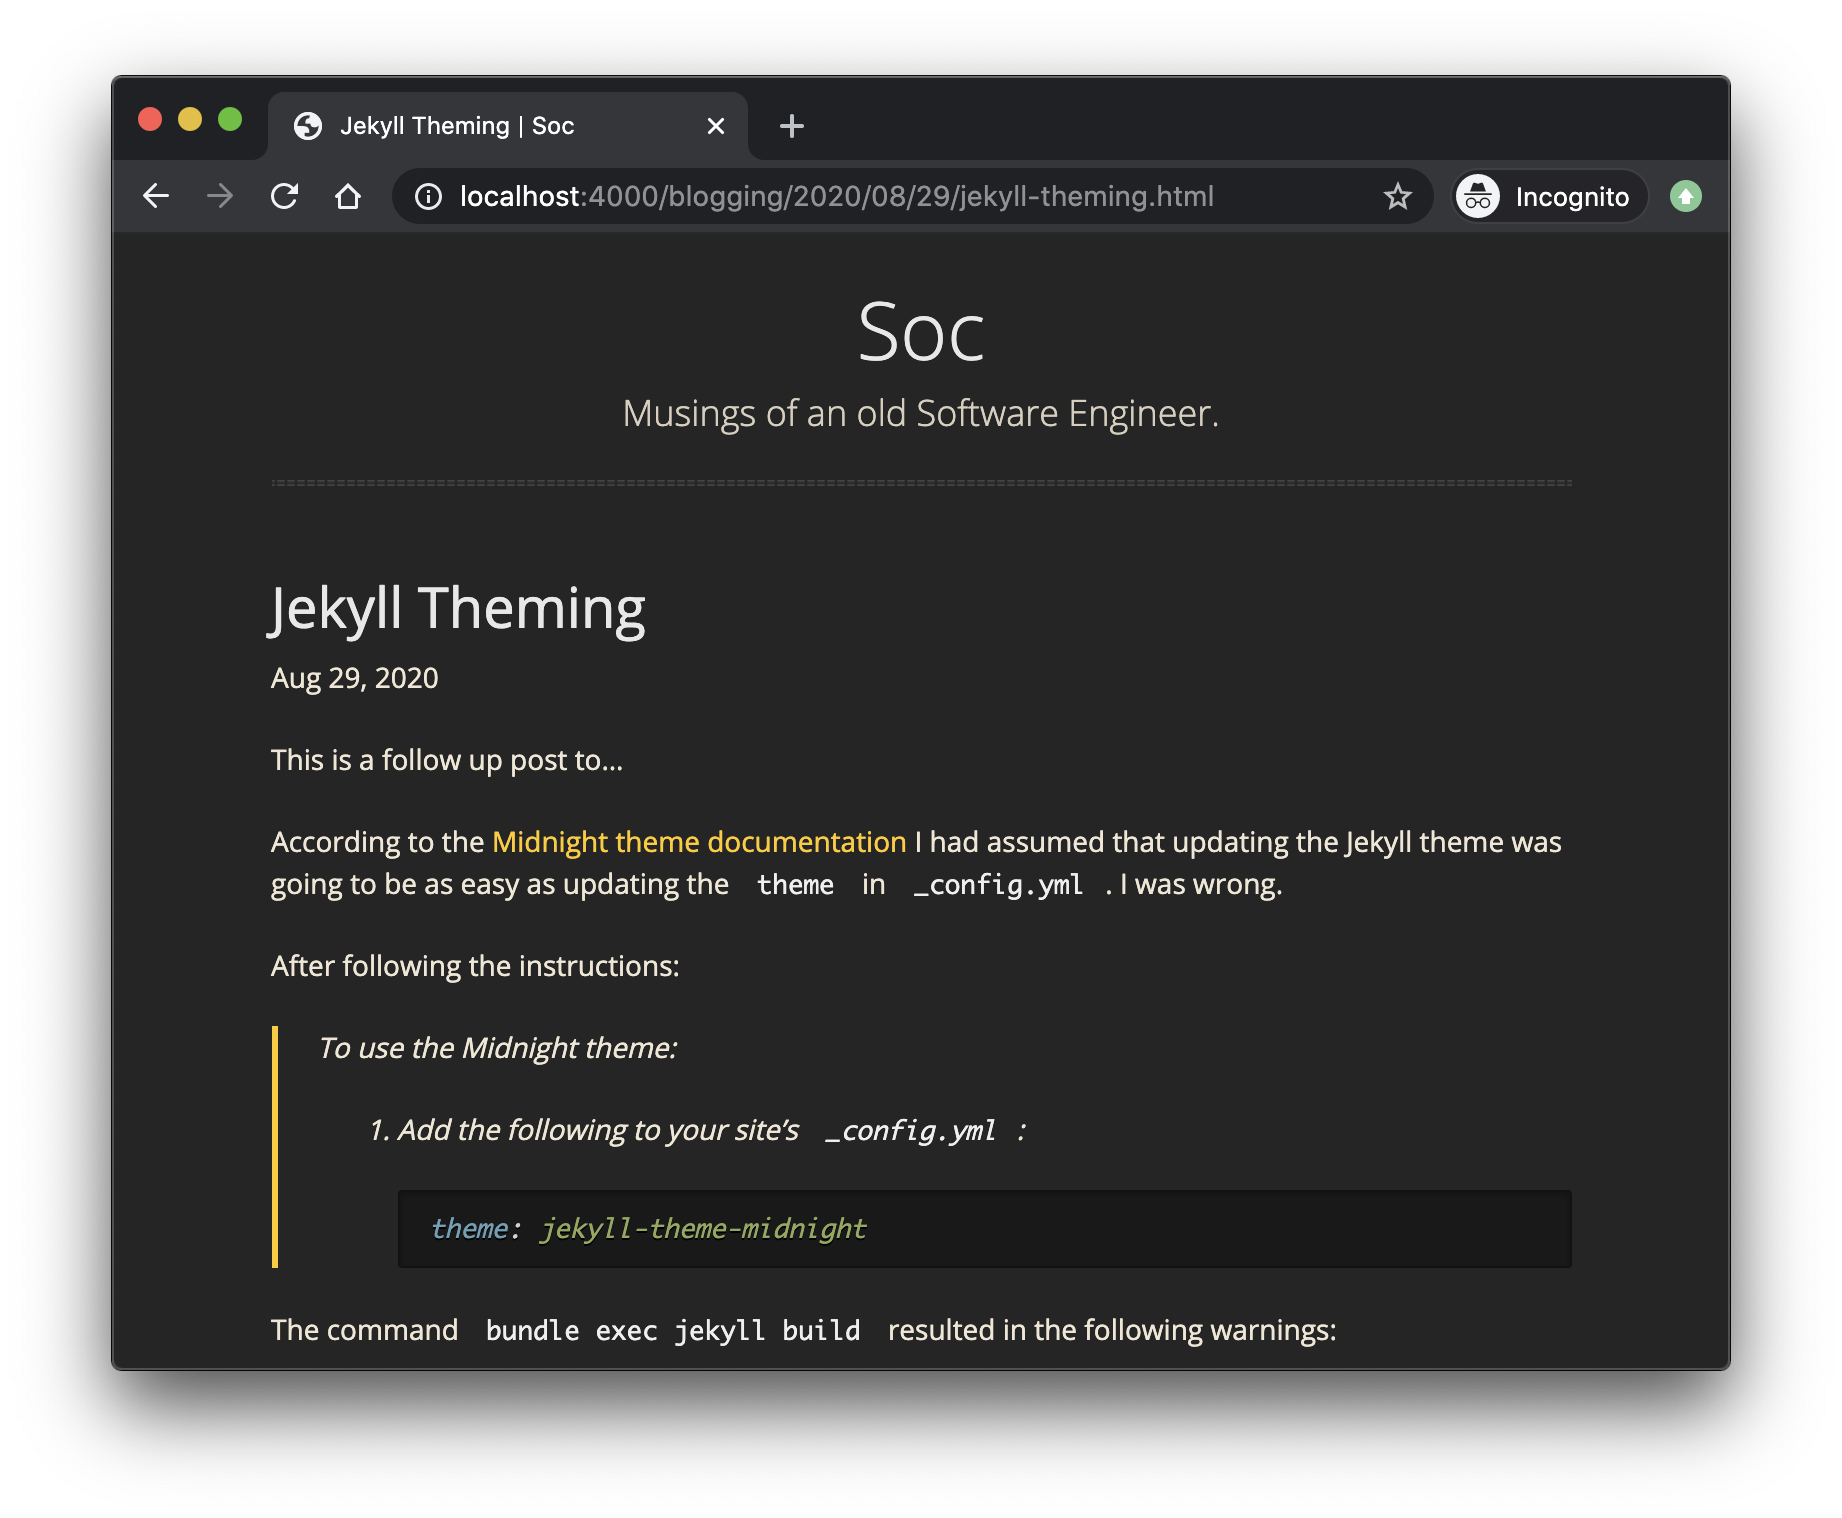 Jekyll Theming | Soc
localhost:4000/blogging/2020/08/29/jekyll-theming.html
Incognito
Soc
Musings of an old Software Engineer.
Jekyll Theming
Aug 29, 2020
This is a follow up post to…
According to the Midnight theme documentation I had assumed that updating the Jekyll theme was
going to be as easy as updating the theme in _config.yml . I was wrong.
After following the instructions:
To use the Midnight theme:
1. Add the following to your site’s _config.yml :
theme: jekyll-theme-midnight
The command bundle exec jekyll build resulted in the following warnings: